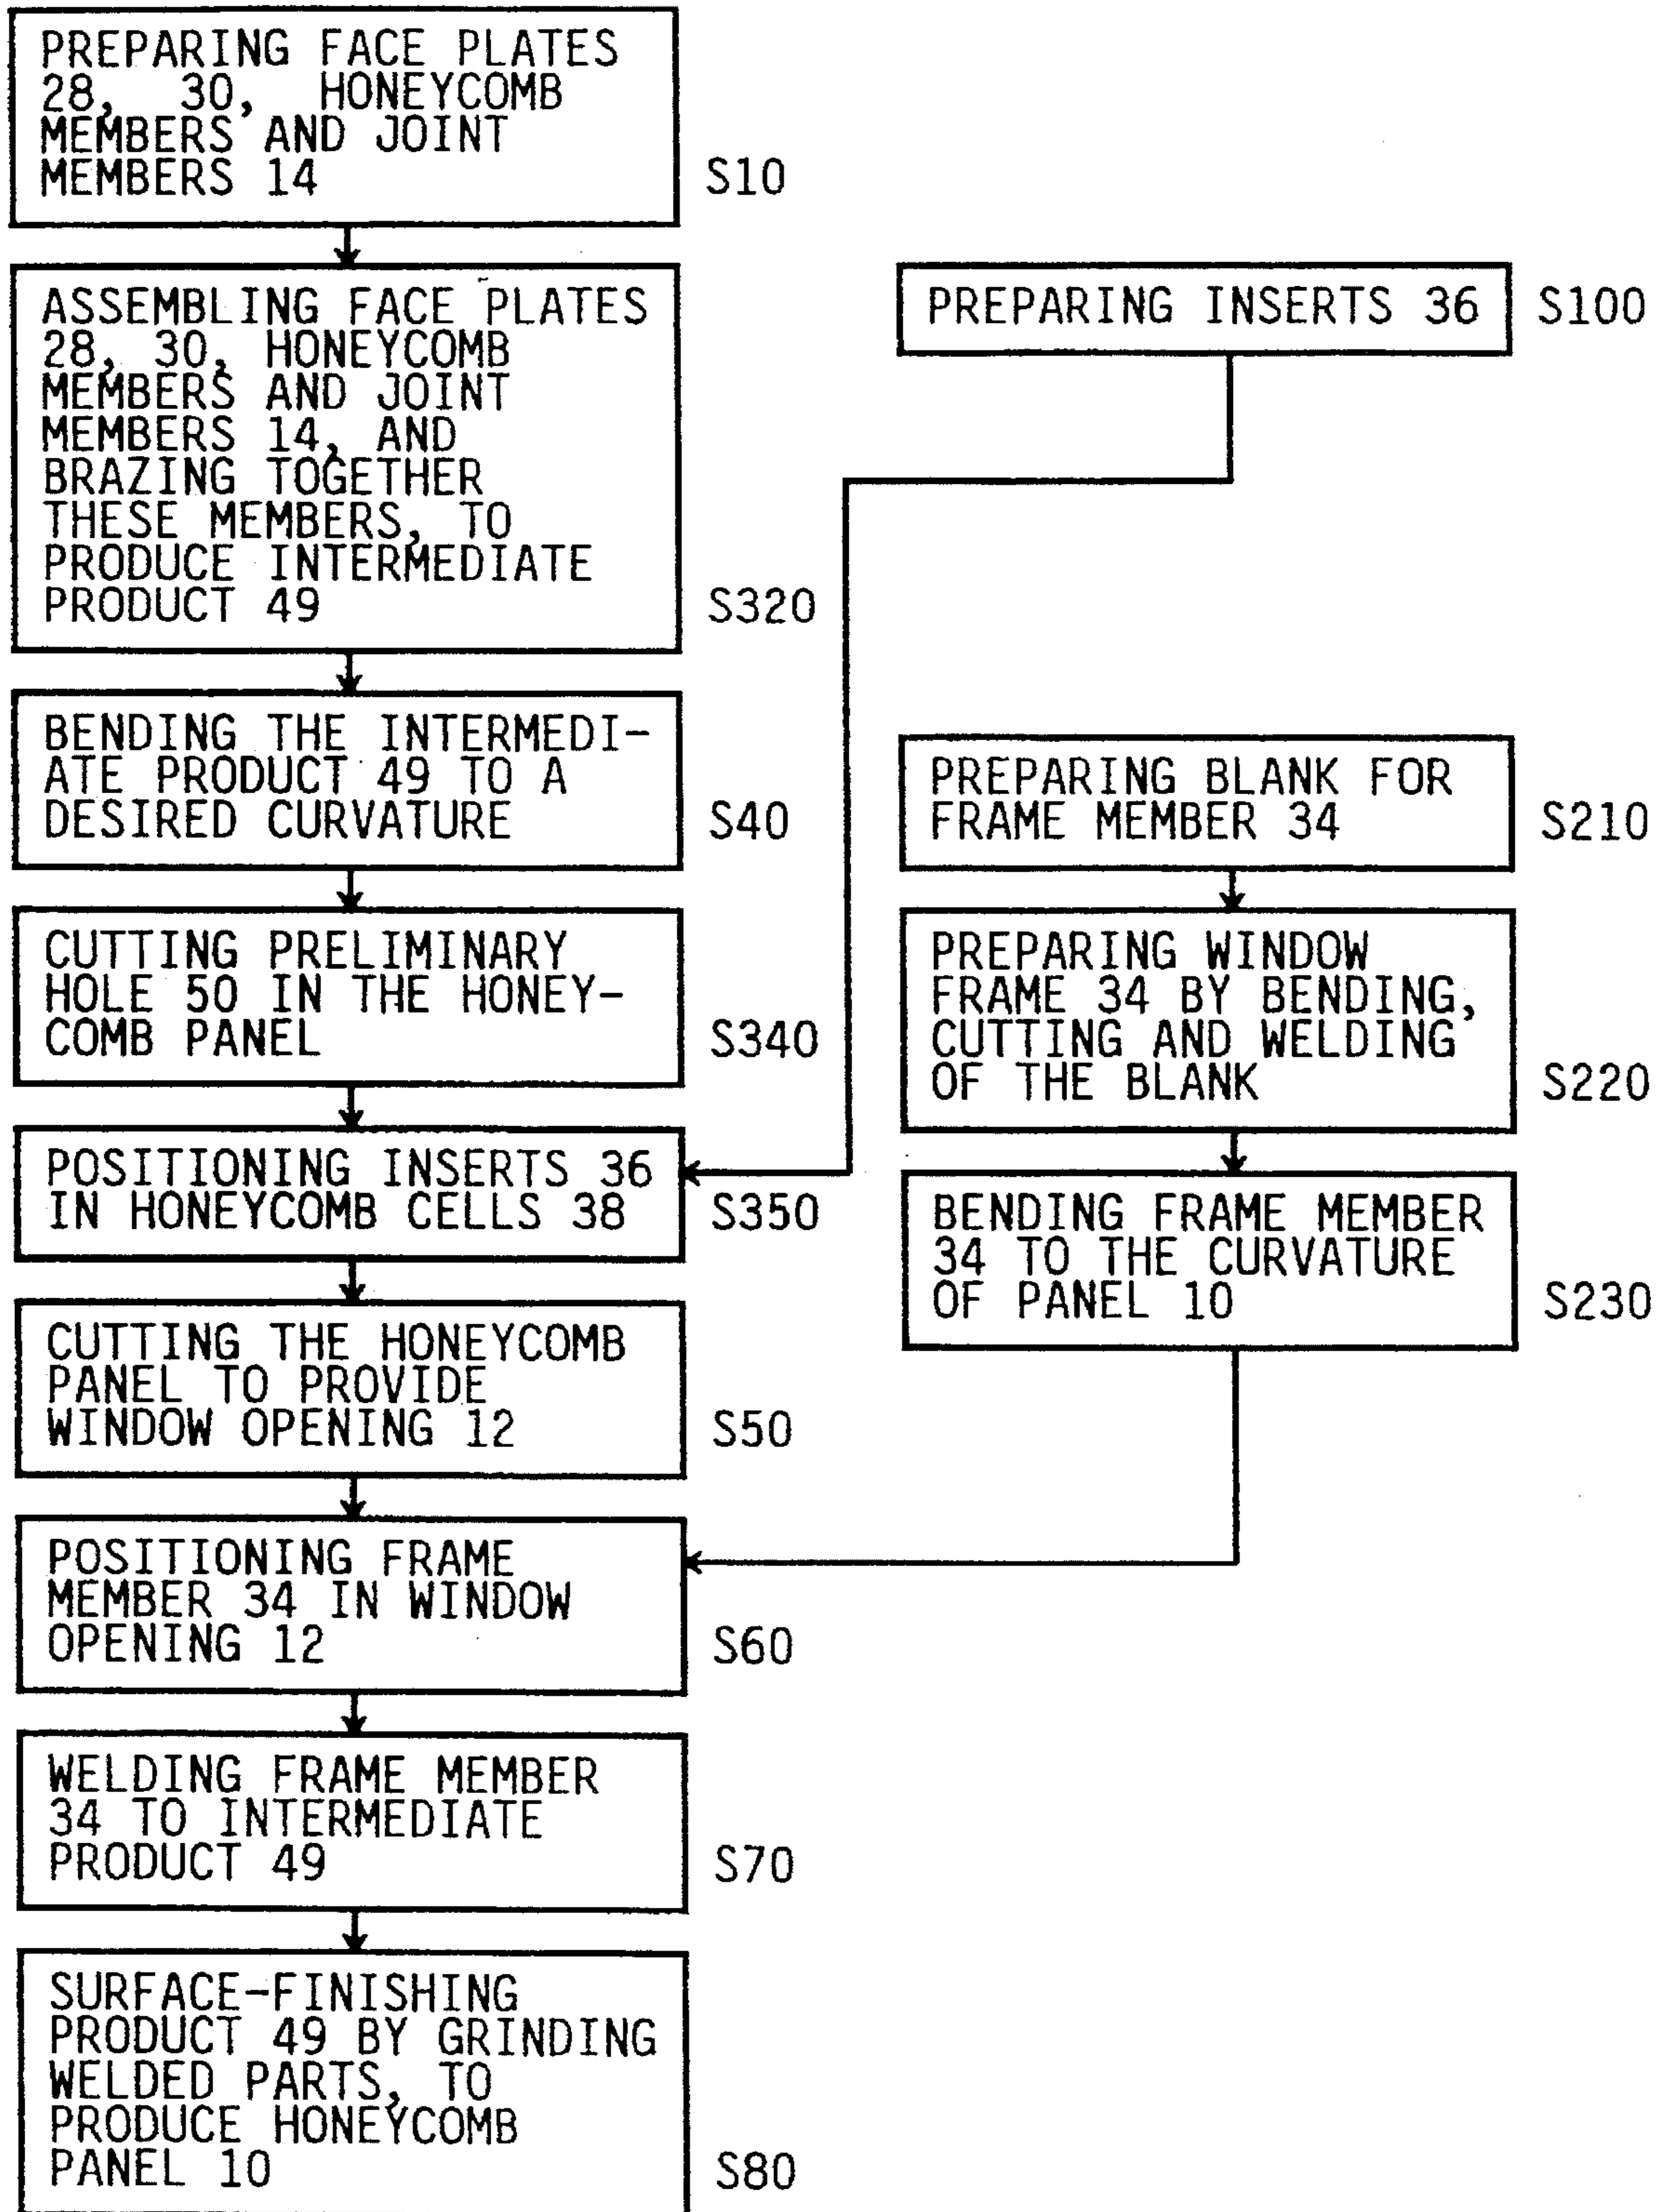 PREPARING FACE PLATES
28, 30, HONEYCOMB
MEMBERS AND JOINT
MEMBERS 14
S10
ASSEMBLING FACE PLATES
28, 30, HONEYCOMB
MEMBERS AND JOINT
MEMBERS 14, AND
BRAZING TOGETHER
THESE MEMBERS, TO
PRODUCE INTERMEDIATE
PRODUCT 49
S320
PREPARING INSERTS 36
S100
BENDING THE INTERMEDI-
ATE PRODUCT 49 TO A
DESIRED CURVATURE
S40
CUTTING PRELIMINARY
HOLE 50 IN THE HONEY-
COMB PANEL
S340
POSITIONING INSERTS 36
IN HONEYCOMB CELLS 38
S350
CUTTING THE HONEYCOMB
PANEL TO PROVIDE
WINDOW OPENING 12
S50
PREPARING BLANK FOR
FRAME MEMBER 34
S210
PREPARING WINDOW
FRAME 34 BY BENDING,
CUTTING AND WELDING
OF THE BLANK
S220
BENDING FRAME MEMBER
34 TO THE CURVATURE
OF PANEL 10
S230
POSITIONING FRAME
MEMBER 34 IN WINDOW
OPENING 12
S60
WELDING FRAME MEMBER
34 TO INTERMEDIATE
PRODUCT 49
S70
SURFACE-FINISHING
PRODUCT 49 BY GRINDING
WELDED PARTS, TO
PRODUCE HONEYCOMB
PANEL 10
S80